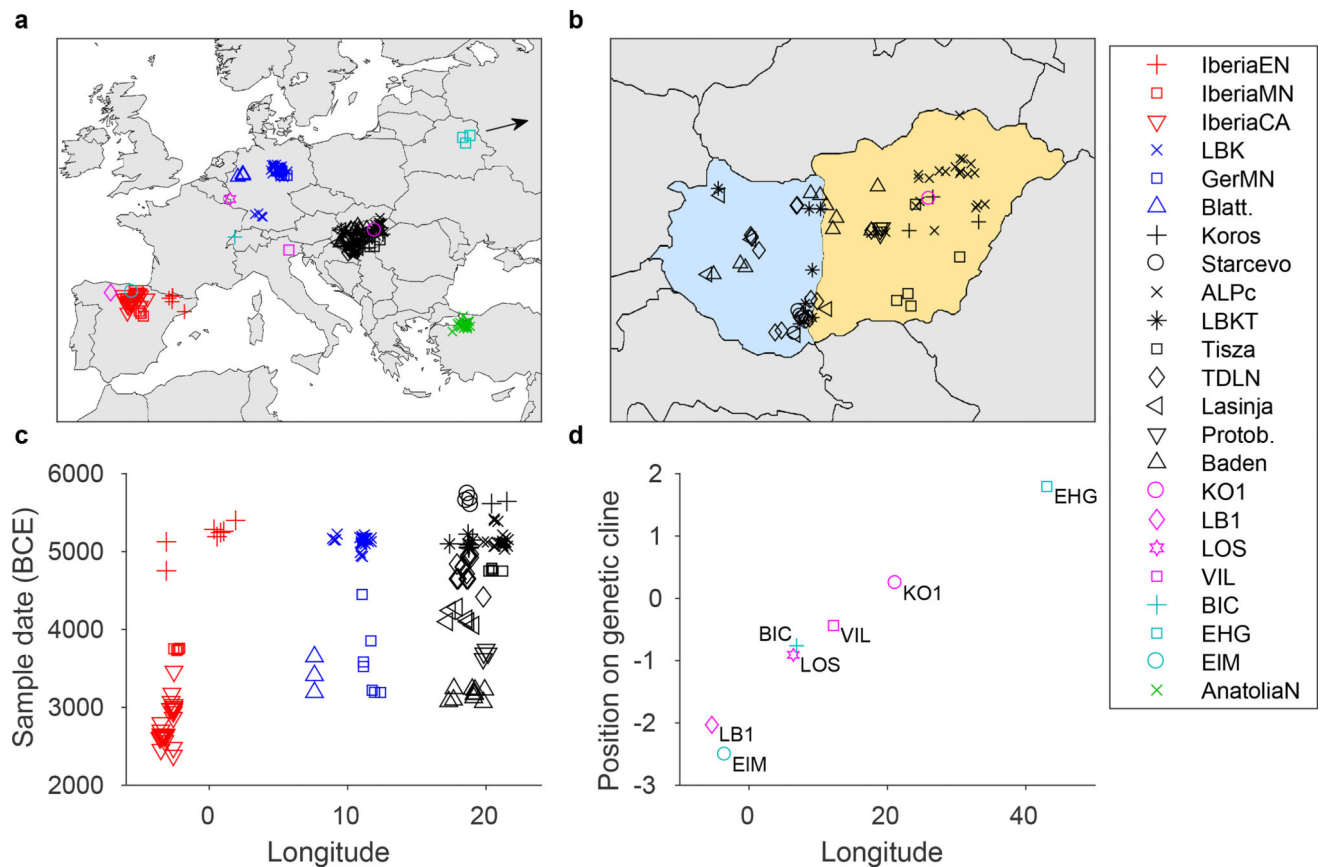 a
b
IberiaEN
IberiaMN
IberiaCA
LBK
GerMN
Blatt.
Koros
Starcevo
ALPc
LBKT
Tisza
TDLN
Lasinja
Protob.
Baden
KO1
LB1
LOS
VIL
BIC
EHG
ElM
AnatoliaN
c
Sample date (BCE)
6000
5000
4000
3000
2000
0
10
20
Longitude
d
Position on genetic cline
2
1
0
-1
-2
-3
EHG
KO1
BIC
VIL
LOS
LB1
ElM
0
20
40
Longitude